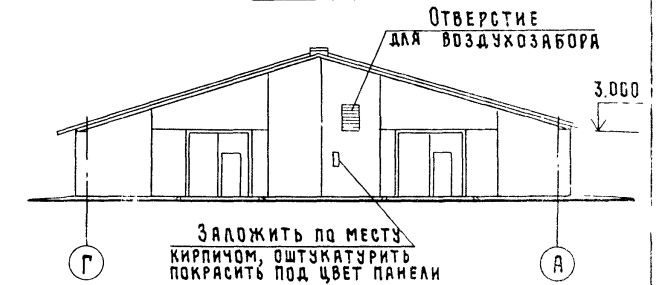 ОТВЕРСТИЕ
ДЛЯ ВОЗДУХОЗАБОРА
3.000
ЗАЛОЖИТЬ ПО МЕСТУ
КИРПИЧОМ, ОШТУКАТУРИТЬ
ПОКРАСИТЬ ПОД ЦВЕТ ПАНЕЛИ
Г
А